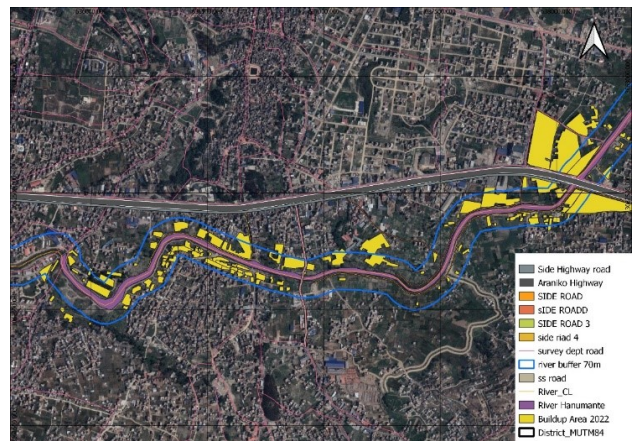 Side Highway road
Araniko Highway
SIDE ROAD
sIDE ROADD
SIDE ROAD 3
side riad 4
survey dept road
river buffer 70m
ss road
River_CL
River Hanumante
Buildup Area 2022
District_MUTM84